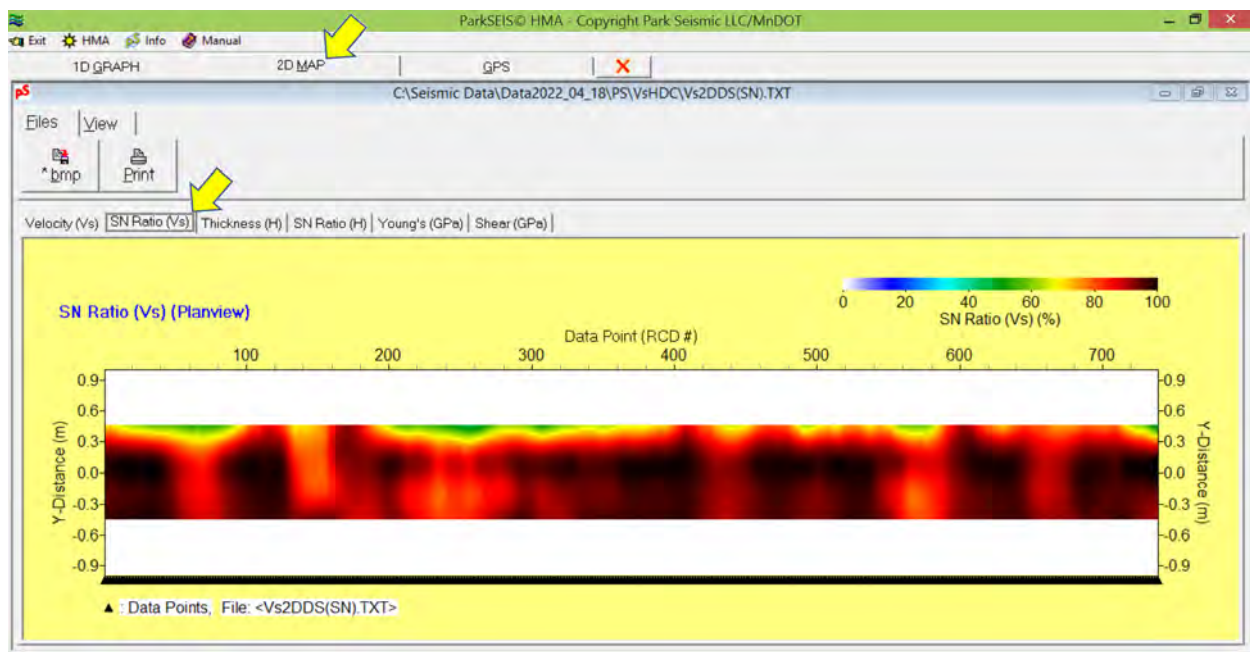 ParkSEIS© HMA - Copyright Park Seismic LLC/MnDOT
Exit HMA Info Manual
1D GRAPH 2D MAP GPS
pS C:\Seismic Data\Data2022_04_18\PS\VsHDC\Vs2DDS(SN).TXT
Files View
*bmp Print
Velocity (Vs) SN Ratio (Vs) Thickness (H) SN Ratio (H) Young's (GPa) Shear (GPa)
0 20 40 60 80 100
SN Ratio (Vs) (%)
SN Ratio (Vs) (Planview)
Data Point (RCD #)
100 200 300 400 500 600 700
0.9 0.9
0.6 0.6
0.3 0.3
0.0 0.0
-0.3 -0.3
-0.6 -0.6
-0.9 -0.9
Y-Distance (m)
Y-Distance (m)
▲ : Data Points, File: <Vs2DDS(SN).TXT>